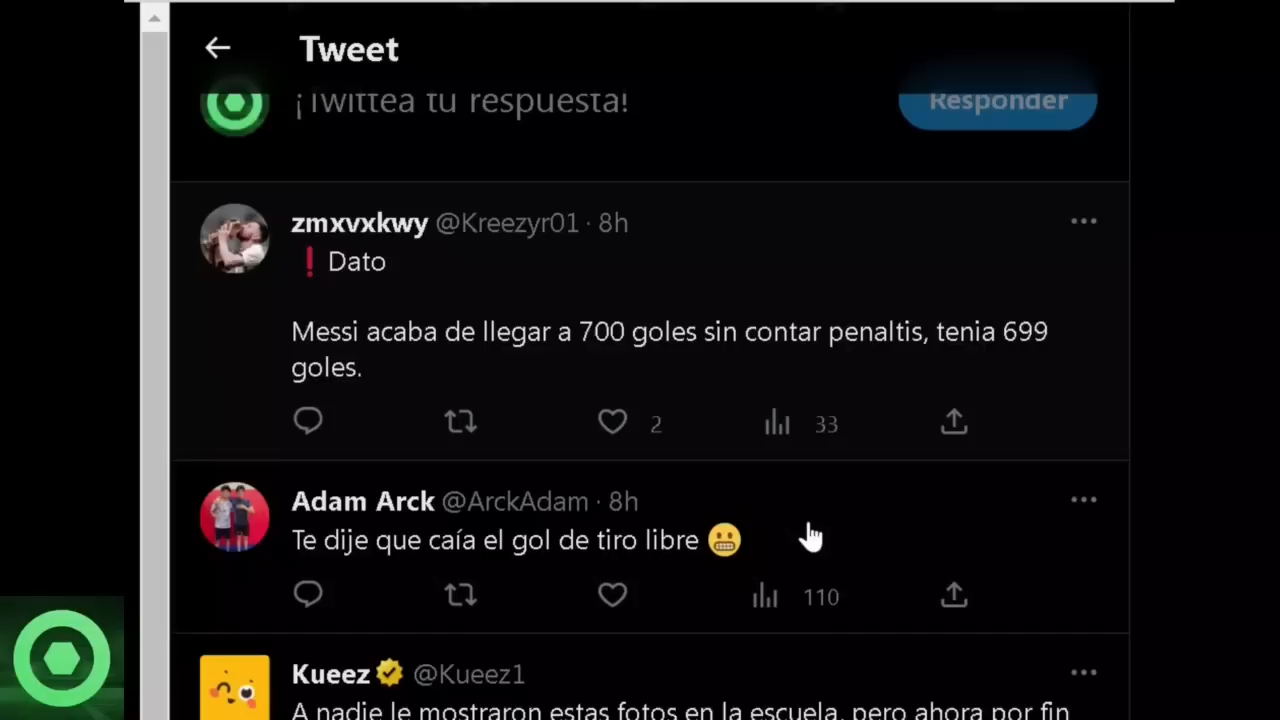 Tweet
¡Twittea tu respuesta!
Responder
zmxvxkwy @Kreezyr01 · 8h
❗ Dato
Messi acaba de llegar a 700 goles sin contar penaltis, tenia 699
goles.
2
33
Adam Arck @ArckAdam · 8h
Te dije que caía el gol de tiro libre 😬
110
Kueez @Kueez1
A nadie le mostraron estas fotos en la escuela, pero ahora por fin